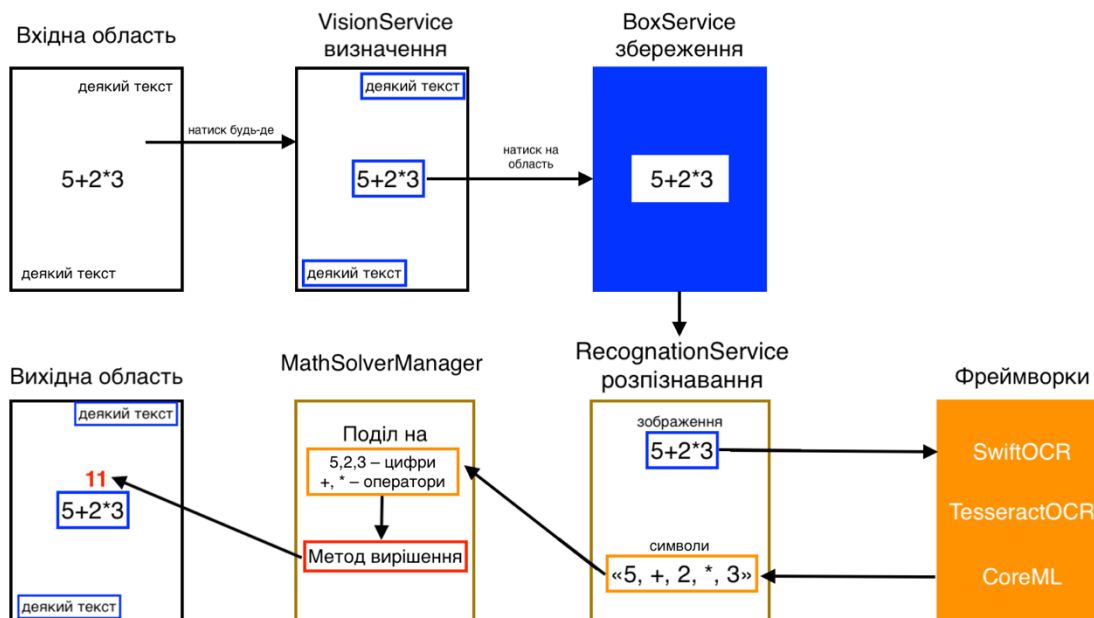 Вхідна область
деякий текст
5+2*3
деякий текст
натиск будь-де
VisionService
визначення
деякий текст
5+2*3
деякий текст
натиск на
область
BoxService
збереження
5+2*3
Вихідна область
деякий текст
11
5+2*3
деякий текст
MathSolverManager
Поділ на
5,2,3 – цифри
+, * – оператори
Метод вирішення
RecognationService
розпізнавання
зображення
5+2*3
символи
«5, +, 2, *, 3»
Фреймворки
SwiftOCR
TesseractOCR
CoreML